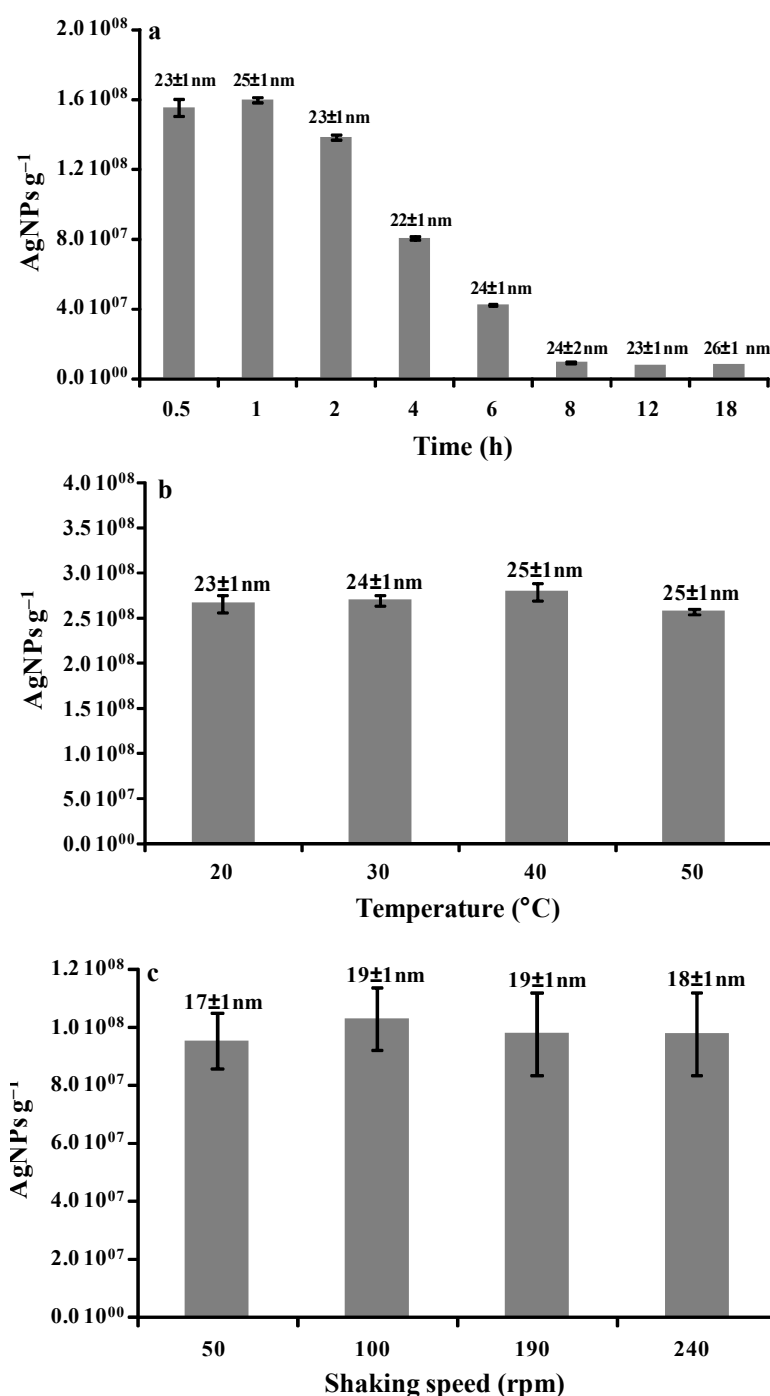 a
2.0 10⁰⁸
1.6 10⁰⁸
1.2 10⁰⁸
8.0 10⁰⁷
4.0 10⁰⁷
0.0 10⁰⁰
AgNPs g⁻¹
23±1nm 25±1nm 23±1nm 22±1nm 24±1nm 24±2nm 23±1nm 26±1 nm
0.5 1 2 4 6 8 12 18
Time (h)
b
4.0 10⁰⁸
3.5 10⁰⁸
3.0 10⁰⁸
2.5 10⁰⁸
2.0 10⁰⁸
1.5 10⁰⁸
1.0 10⁰⁸
5.0 10⁰⁷
0.0 10⁰⁰
AgNPs g⁻¹
23±1nm 24±1nm 25±1nm 25±1nm
20 30 40 50
Temperature (°C)
c
1.2 10⁰⁸
1.0 10⁰⁸
8.0 10⁰⁷
6.0 10⁰⁷
4.0 10⁰⁷
2.0 10⁰⁷
0.0 10⁰⁰
AgNPs g⁻¹
17±1nm 19±1nm 19±1nm 18±1nm
50 100 190 240
Shaking speed (rpm)